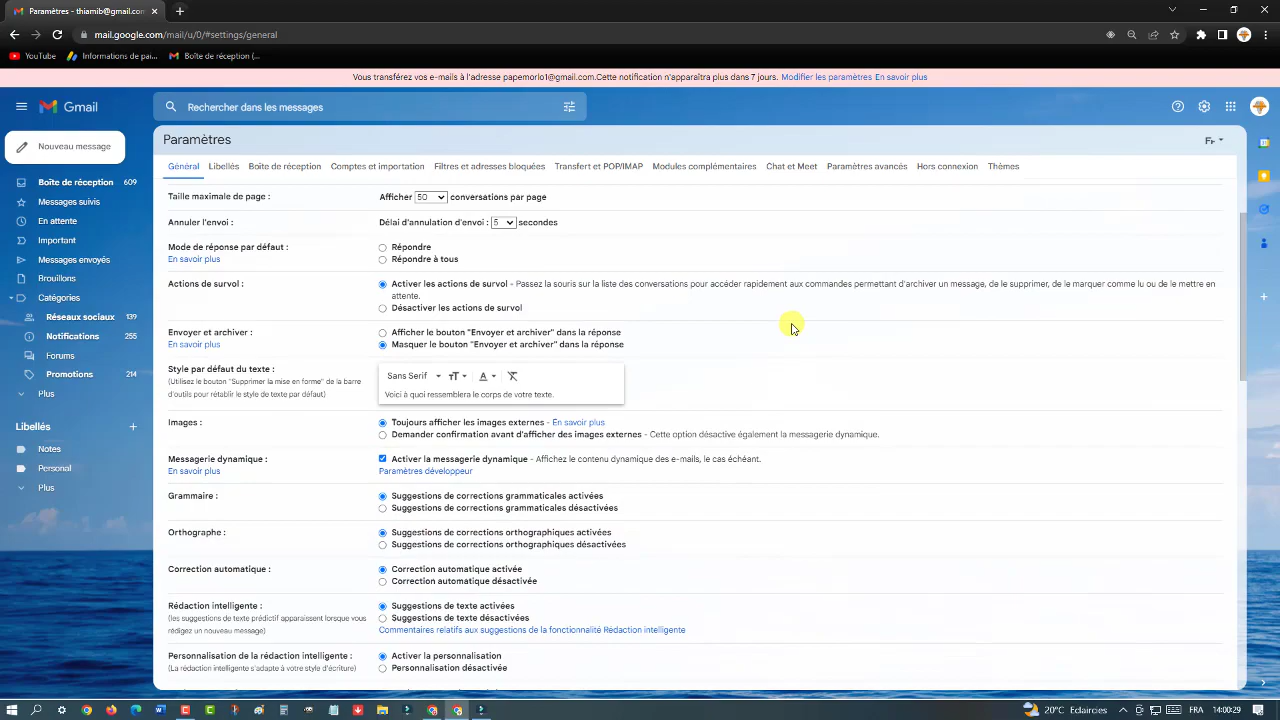 Paramètres - thiamib@gmail.con
mail.google.com/mail/u/0/#settings/general
YouTube
Informations de pai...
Boîte de réception (...
Vous transférez vos e-mails à l'adresse papemorlo1@gmail.com.Cette notification n'apparaîtra plus dans 7 jours. Modifier les paramètres En savoir plus
Gmail
Rechercher dans les messages
Nouveau message
Boîte de réception 609
Messages suivis
En attente
Important
Messages envoyés
Brouillons
Catégories
Réseaux sociaux 139
Notifications 255
Forums
Promotions 214
Plus
Libellés
Notes
Personal
Plus
Paramètres
Général Libellés Boîte de réception Comptes et importation Filtres et adresses bloquées Transfert et POP/IMAP Modules complémentaires Chat et Meet Paramètres avancés Hors connexion Thèmes
Taille maximale de page : Afficher 50 conversations par page
Annuler l'envoi : Délai d'annulation d'envoi : 5 secondes
Mode de réponse par défaut : Répondre
En savoir plus Répondre à tous
Actions de survol : Activer les actions de survol - Passez la souris sur la liste des conversations pour accéder rapidement aux commandes permettant d'archiver un message, de le supprimer, de le marquer comme lu ou de le mettre en
attente.
Désactiver les actions de survol
Envoyer et archiver : Afficher le bouton "Envoyer et archiver" dans la réponse
En savoir plus Masquer le bouton "Envoyer et archiver" dans la réponse
Style par défaut du texte :
(Utilisez le bouton "Supprimer la mise en forme" de la barre
d'outils pour rétablir le style de texte par défaut)
Sans Serif
Voici à quoi ressemblera le corps de votre texte.
Images : Toujours afficher les images externes - En savoir plus
Demander confirmation avant d'afficher des images externes - Cette option désactive également la messagerie dynamique.
Messagerie dynamique : Activer la messagerie dynamique - Affichez le contenu dynamique des e-mails, le cas échéant.
En savoir plus Paramètres développeur
Grammaire : Suggestions de corrections grammaticales activées
Suggestions de corrections grammaticales désactivées
Orthographe : Suggestions de corrections orthographiques activées
Suggestions de corrections orthographiques désactivées
Correction automatique : Correction automatique activée
Correction automatique désactivée
Rédaction intelligente : Suggestions de texte activées
(les suggestions de texte prédictif apparaissent lorsque vous
rédigez un nouveau message)
Suggestions de texte désactivées
Commentaires relatifs aux suggestions de la fonctionnalité Rédaction intelligente
Personnalisation de la rédaction intelligente : Activer la personnalisation
(La rédaction intelligente s'adapte à votre style d'écriture) Personnalisation désactivée
20°C Eclaircies FRA 14:00:29